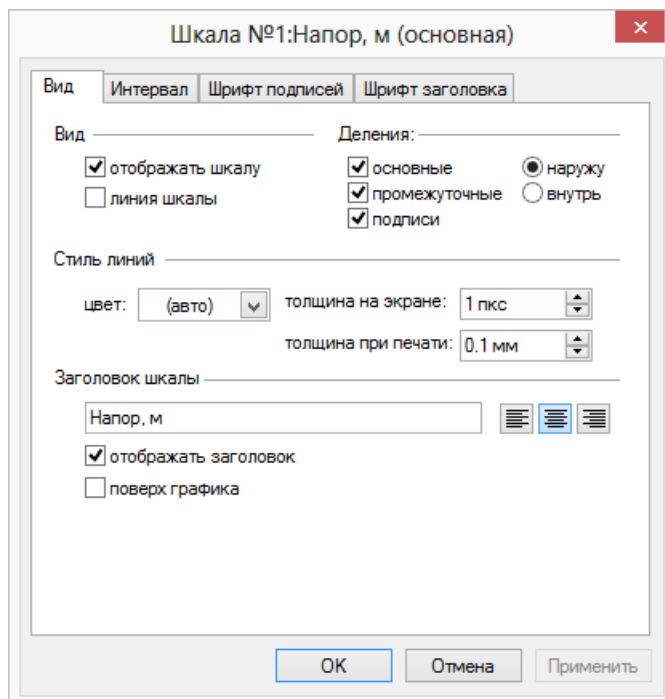 Шкала №1:Напор, м (основная)
Вид Интервал Шрифт подписей Шрифт заголовка
Вид Деления:
отображать шкалу основные наружу
линия шкалы промежуточные внутрь
подписи
Стиль линий
цвет: (авто) толщина на экране: 1 пкс
толщина при печати: 0.1 мм
Заголовок шкалы
Напор, м
отображать заголовок
поверх графика
OK Отмена Применить